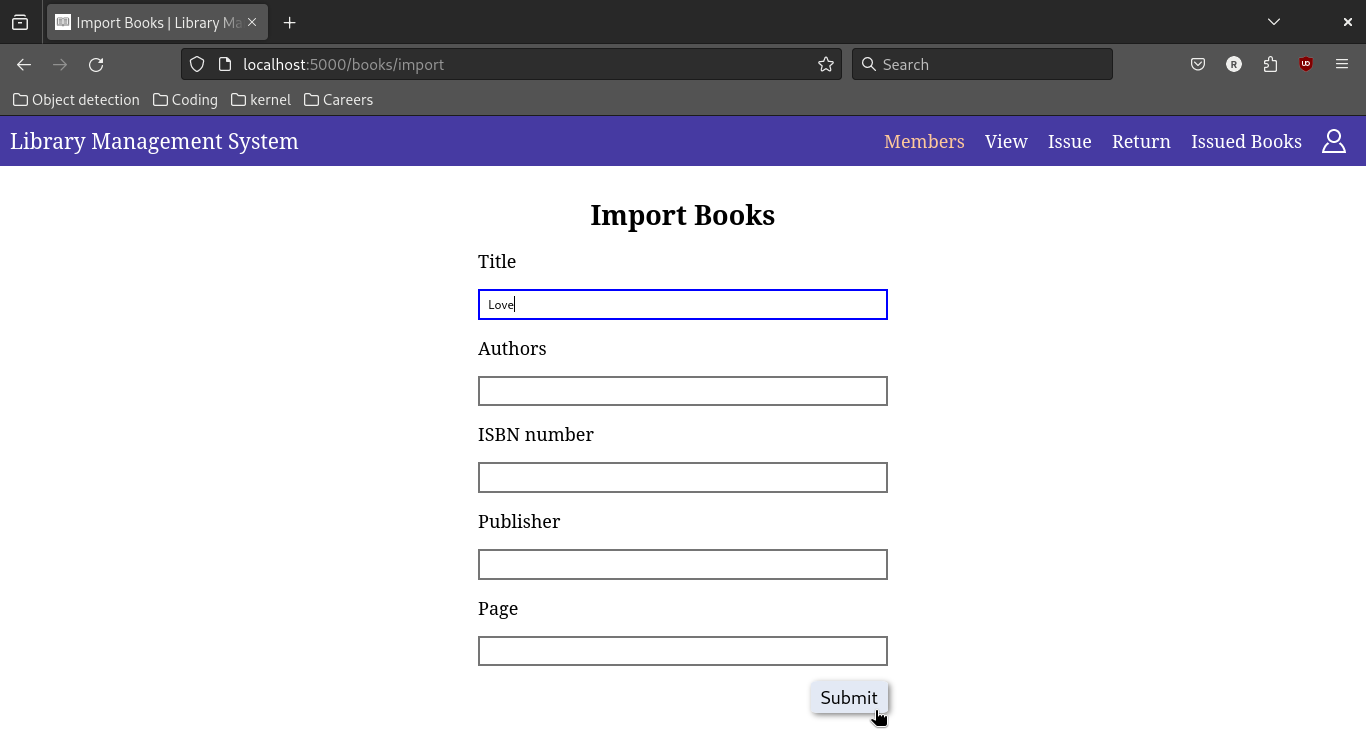 Import Books | Library Ma
localhost:5000/books/import
Search
R
UD
Object detection
Coding
kernel
Careers
Library Management System
Members
View
Issue
Return
Issued Books
Import Books
Title
Love
Authors
ISBN number
Publisher
Page
Submit